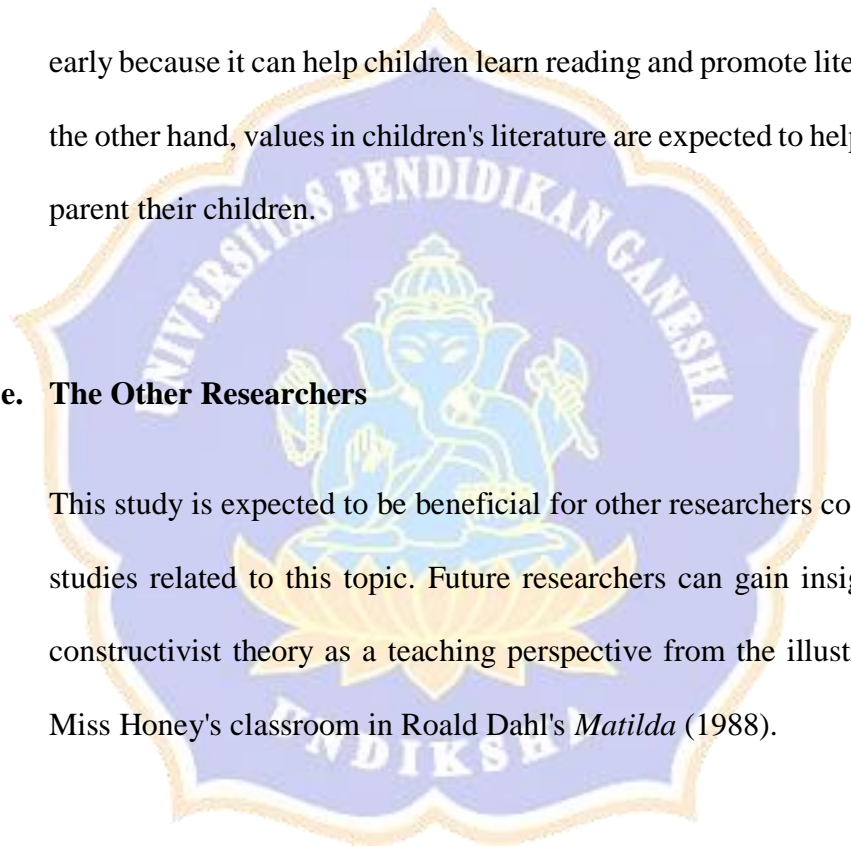 early because it can help children learn reading and promote lite
the other hand, values in children's literature are expected to help
parent their children.
UNIVERSITAS PENDIDIKAN GANESHA
e. The Other Researchers
This study is expected to be beneficial for other researchers co
studies related to this topic. Future researchers can gain insig
constructivist theory as a teaching perspective from the illust
Miss Honey's classroom in Roald Dahl's Matilda (1988).
UNDIKSHA